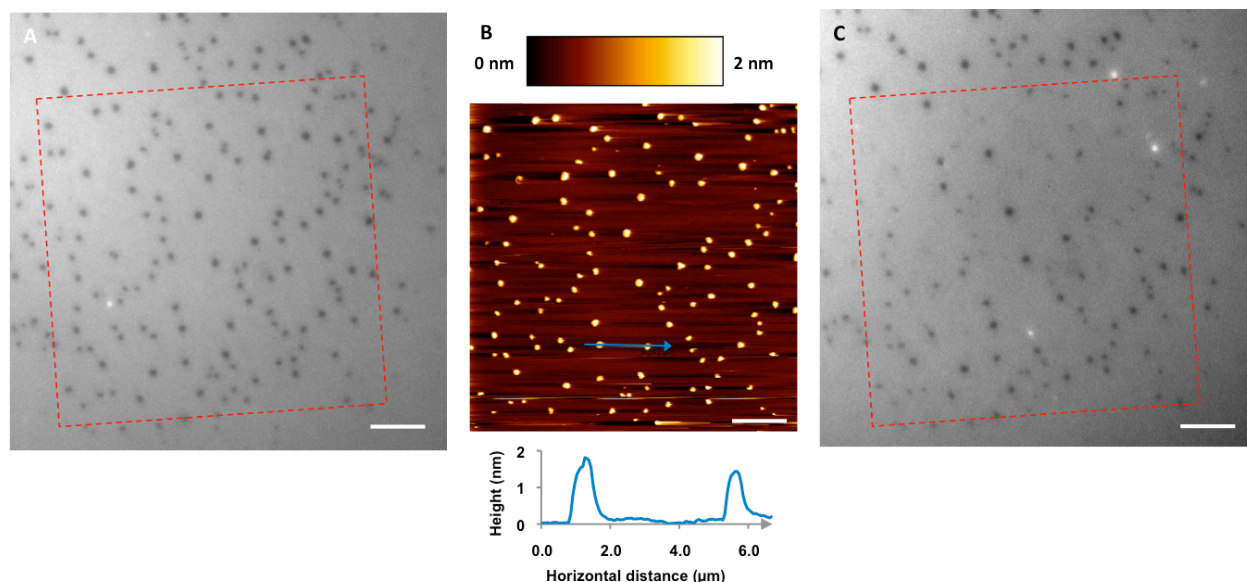 A
B
C
0 nm
2 nm
Height (nm)
2
1
0
0.0
2.0
4.0
6.0
Horizontal distance (µm)